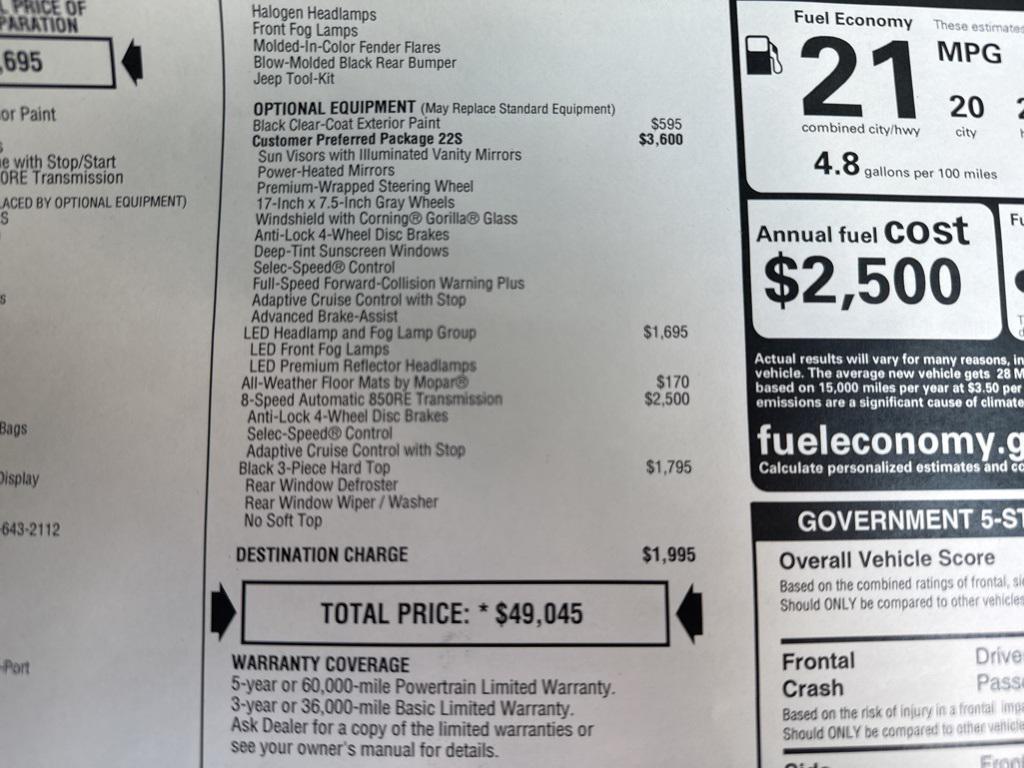 L PRICE OF
PARATION
,695
or Paint
e with Stop/Start
ORE Transmission
LACED BY OPTIONAL EQUIPMENT)
S
s
Bags
Display
-643-2112
-Port
Halogen Headlamps
Front Fog Lamps
Molded-In-Color Fender Flares
Blow-Molded Black Rear Bumper
Jeep Tool-Kit
OPTIONAL EQUIPMENT (May Replace Standard Equipment)
Black Clear-Coat Exterior Paint $595
Customer Preferred Package 22S $3,600
Sun Visors with Illuminated Vanity Mirrors
Power-Heated Mirrors
Premium-Wrapped Steering Wheel
17-Inch x 7.5-Inch Gray Wheels
Windshield with Corning® Gorilla® Glass
Anti-Lock 4-Wheel Disc Brakes
Deep-Tint Sunscreen Windows
Selec-Speed® Control
Full-Speed Forward-Collision Warning Plus
Adaptive Cruise Control with Stop
Advanced Brake-Assist
LED Headlamp and Fog Lamp Group $1,695
LED Front Fog Lamps
LED Premium Reflector Headlamps
All-Weather Floor Mats by Mopar® $170
8-Speed Automatic 850RE Transmission $2,500
Anti-Lock 4-Wheel Disc Brakes
Selec-Speed® Control
Adaptive Cruise Control with Stop
Black 3-Piece Hard Top $1,795
Rear Window Defroster
Rear Window Wiper / Washer
No Soft Top
DESTINATION CHARGE $1,995
TOTAL PRICE: * $49,045
WARRANTY COVERAGE
5-year or 60,000-mile Powertrain Limited Warranty.
3-year or 36,000-mile Basic Limited Warranty.
Ask Dealer for a copy of the limited warranties or
see your owner's manual for details.
Fuel Economy These estimates
21 MPG
20
combined city/hwy city
4.8 gallons per 100 miles
Annual fuel cost
$2,500
Actual results will vary for many reasons, in
vehicle. The average new vehicle gets 28 M
based on 15,000 miles per year at $3.50 per
emissions are a significant cause of climate
fueleconomy.g
Calculate personalized estimates and co
GOVERNMENT 5-ST
Overall Vehicle Score
Based on the combined ratings of frontal, si
Should ONLY be compared to other vehicles
Frontal Drive
Crash Passe
Based on the risk of injury in a frontal impa
Should ONLY be compared to other vehicle